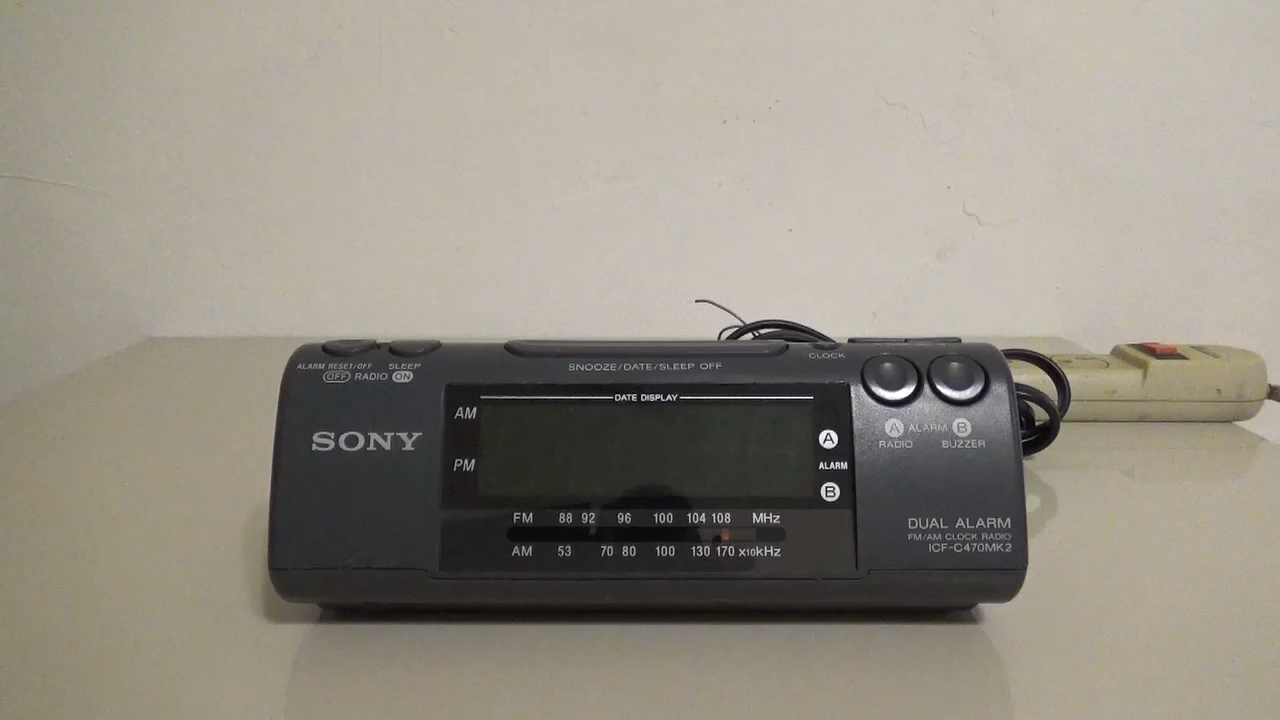 SNOOZE/DATE/SLEEP OFF
CLOCK
ALARM RESET/OFF SLEEP
OFF RADIO ON
DATE DISPLAY
AM
PM
SONY
A
ALARM
B
A ALARM B
RADIO BUZZER
FM 88 92 96 100 104 108 MHz
AM 53 70 80 100 130 170 x10kHz
DUAL ALARM
FM/AM CLOCK RADIO
ICF-C470MK2